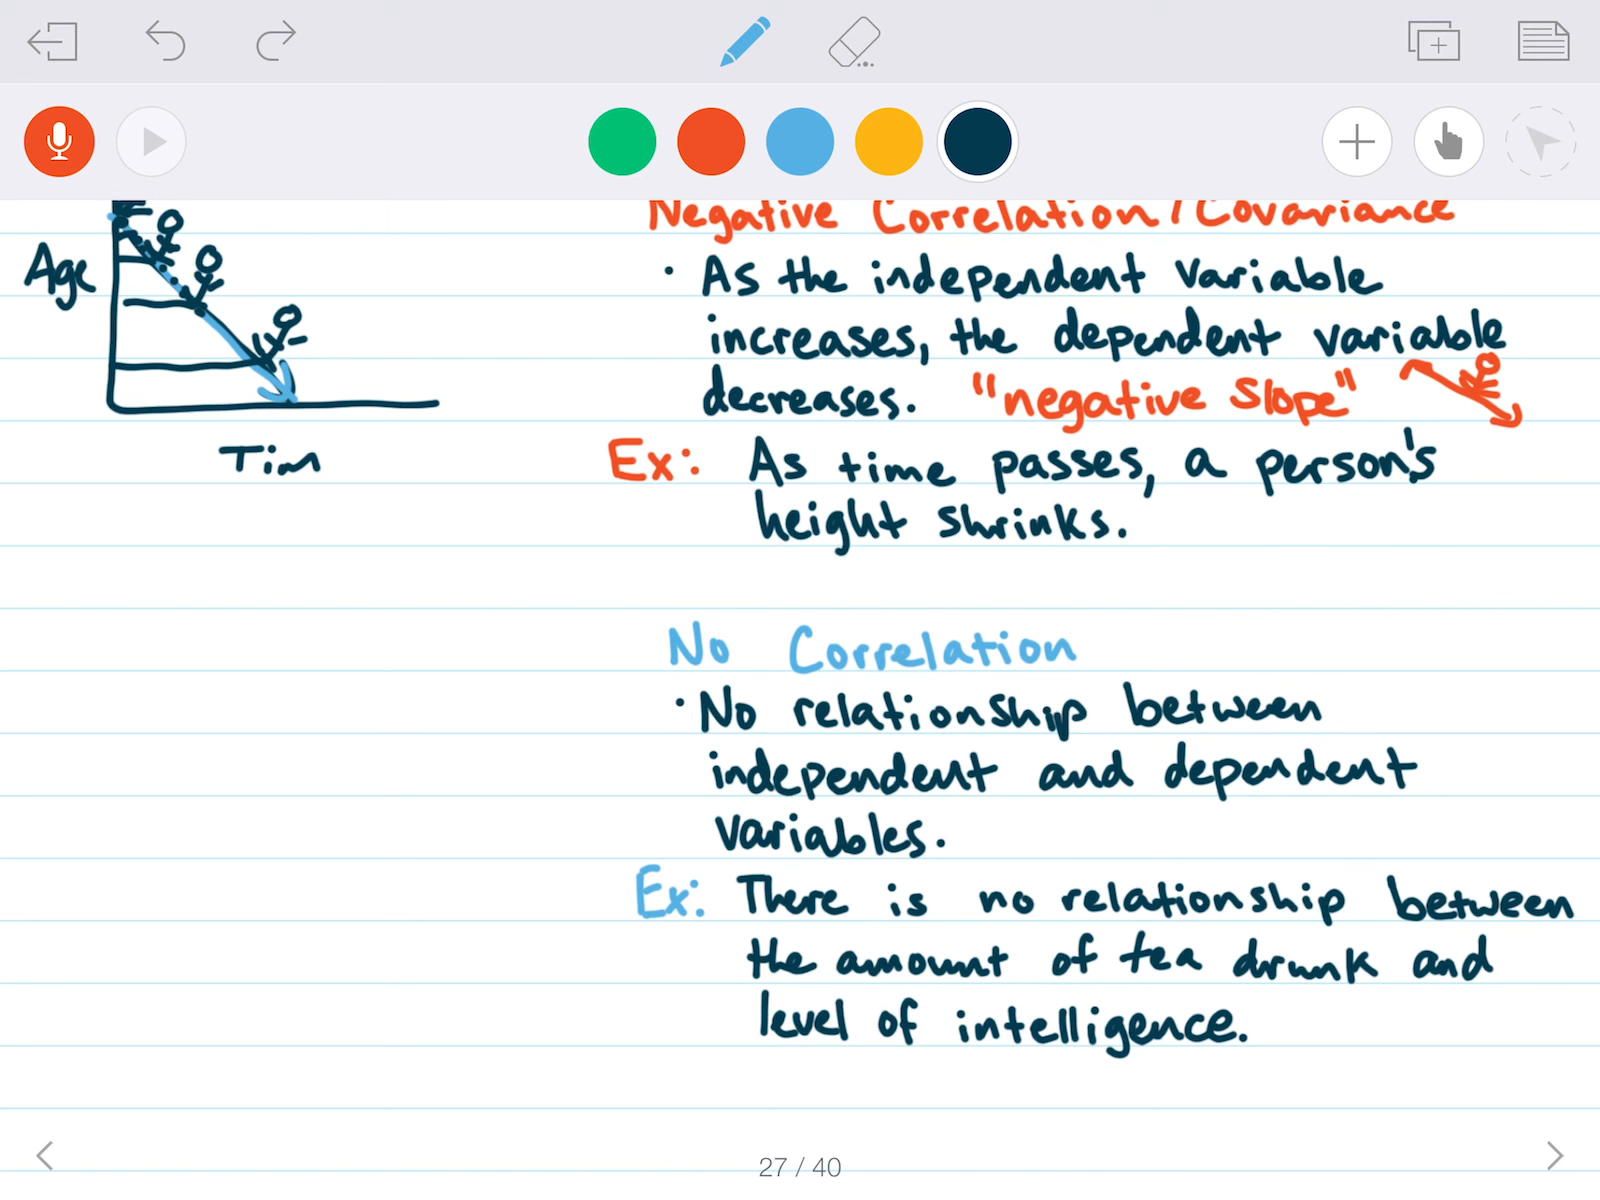 Negative Correlation/Covariance
Age
• As the independent variable
increases, the dependent variable
decreases. "negative Slope"
Tim
Ex: As time passes, a person's
height shrinks.
No Correlation
• No relationship between
independent and dependent
variables.
Ex: There is no relationship between
the amount of tea drunk and
level of intelligence.
27 / 40